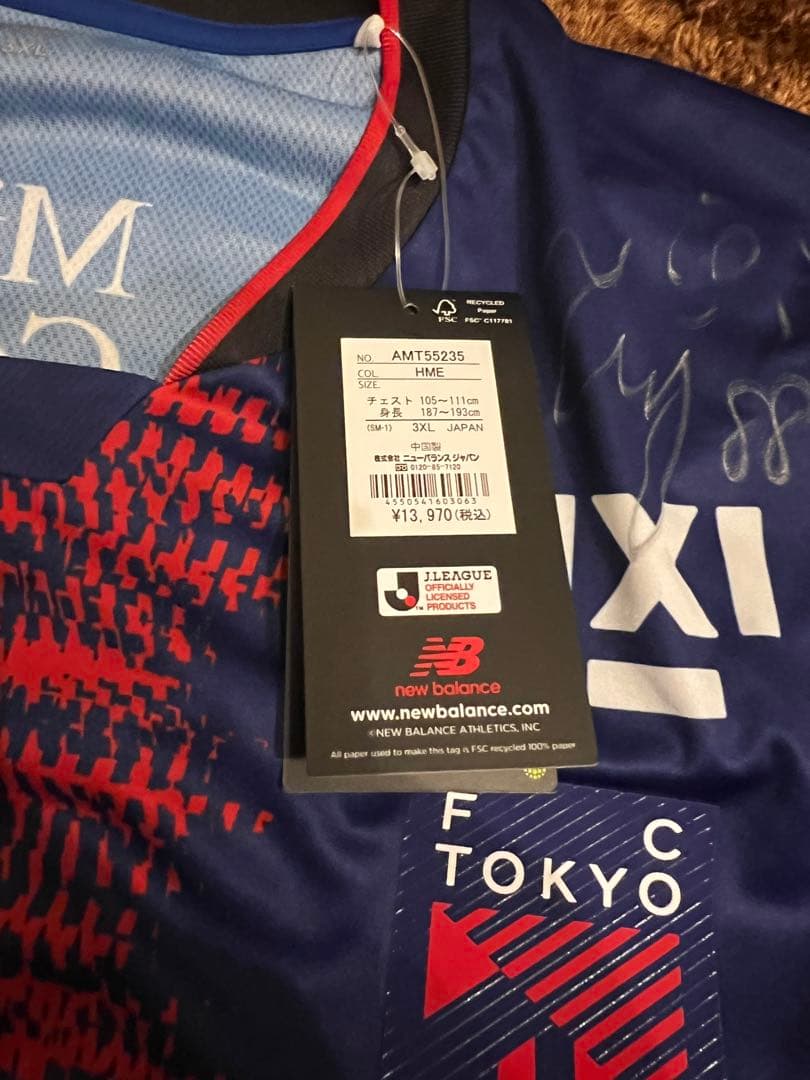 3XL
M
FSC
RECYCLED
Paper
FSC® C117781
NO. AMT55235
COL. HME
SIZE.
チェスト 105～111cm
身長 187～193cm
(SM-1) 3XL JAPAN
中国製
株式会社 ニューバランス ジャパン
0120-85-7120
4550541603063
¥13,970(税込)
J.LEAGUE
OFFICIALLY
LICENSED
PRODUCTS
NB
new balance
www.newbalance.com
©NEW BALANCE ATHLETICS, INC
All paper used to make this tag is FSC recycled 100% paper
IXI
F C
TOKYO